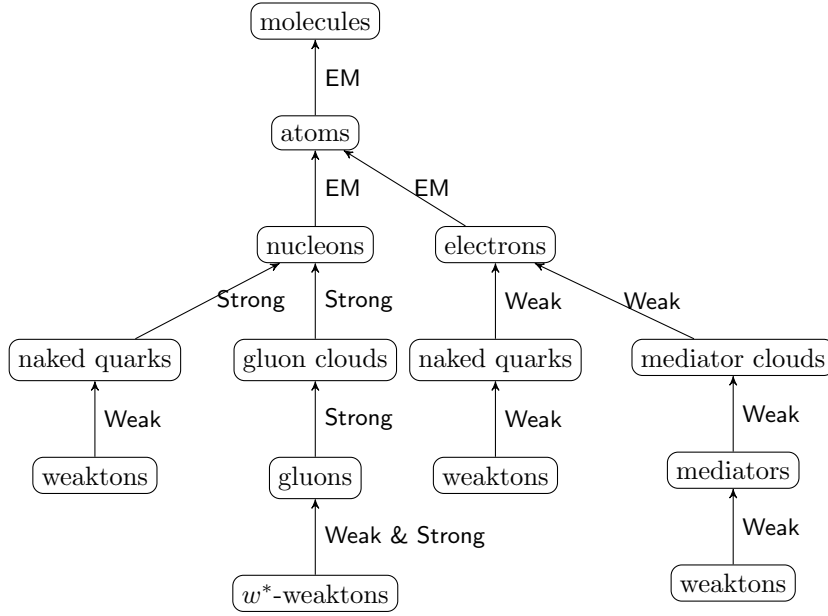 molecules
EM
atoms
EM
EM
nucleons
electrons
Strong
Strong
Weak
Weak
naked quarks
gluon clouds
naked quarks
mediator clouds
Weak
Strong
Weak
Weak
weaktons
gluons
weaktons
mediators
Weak & Strong
Weak
w*-weaktons
weaktons